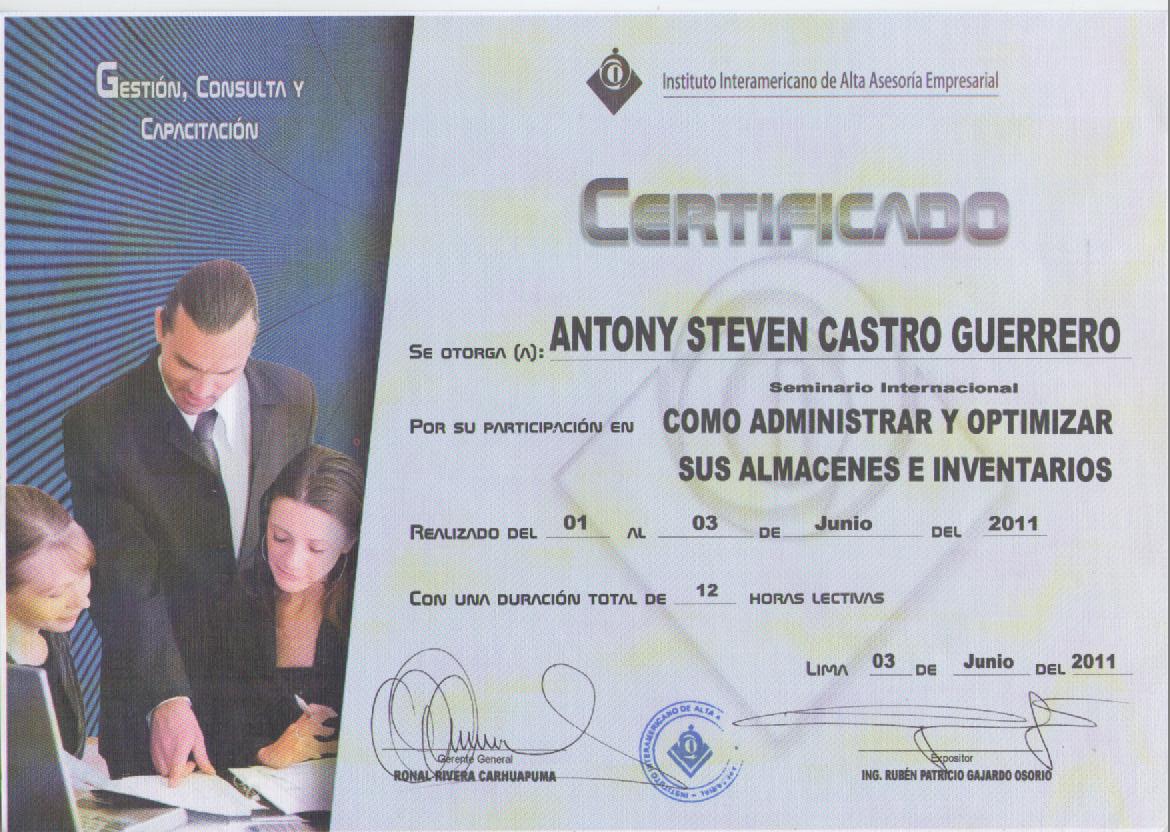 GESTIÓN, CONSULTA Y
CAPACITACIÓN
Instituto Interamericano de Alta Asesoría Empresarial
CERTIFICADO
SE OTORGA (A): ANTONY STEVEN CASTRO GUERRERO
Seminario Internacional
POR SU PARTICIPACIÓN EN COMO ADMINISTRAR Y OPTIMIZAR
SUS ALMACENES E INVENTARIOS
REALIZADO DEL 01 AL 03 DE Junio DEL 2011
CON UNA DURACIÓN TOTAL DE 12 HORAS LECTIVAS
LIMA 03 DE Junio DEL 2011
Gerente General
RONAL RIVERA CARHUAPUMA
INSTITUTO INTERAMERICANO DE ALTA
Expositor
ING. RUBÉN PATRICIO GAJARDO OSORIO